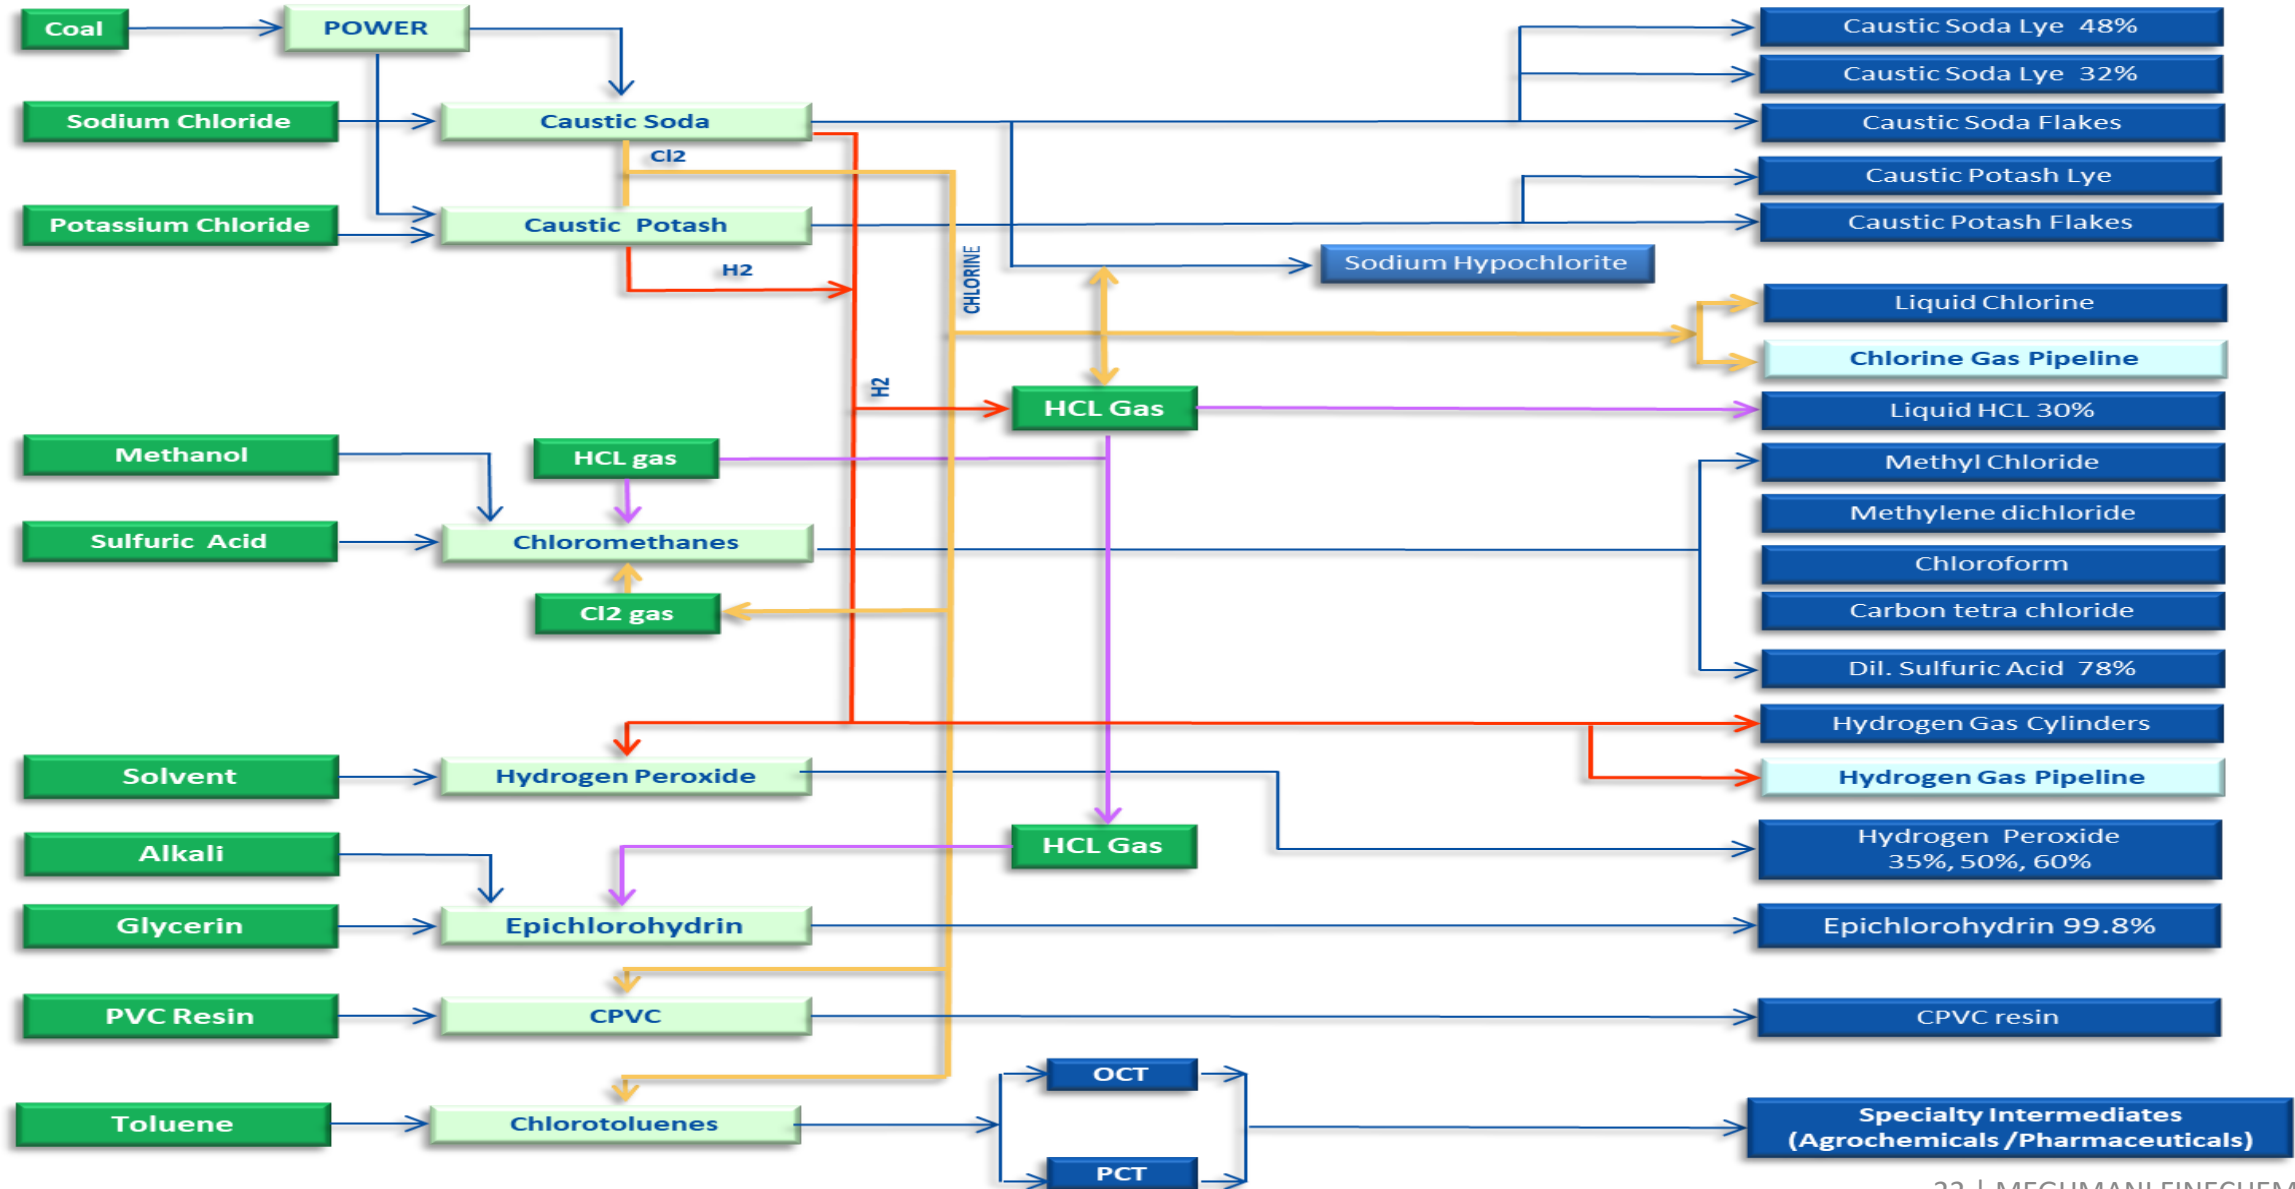 Coal
POWER
Caustic Soda Lye 48%
Caustic Soda Lye 32%
Sodium Chloride
Caustic Soda
Caustic Soda Flakes
Cl2
Caustic Potash Lye
Potassium Chloride
Caustic Potash
Caustic Potash Flakes
H2
CHLORINE
Sodium Hypochlorite
Liquid Chlorine
Chlorine Gas Pipeline
H2
HCL Gas
Liquid HCL 30%
Methanol
HCL gas
Methyl Chloride
Methylene dichloride
Sulfuric Acid
Chloromethanes
Chloroform
Cl2 gas
Carbon tetra chloride
Dil. Sulfuric Acid 78%
Hydrogen Gas Cylinders
Solvent
Hydrogen Peroxide
Hydrogen Gas Pipeline
Alkali
HCL Gas
Hydrogen Peroxide
35%, 50%, 60%
Glycerin
Epichlorohydrin
Epichlorohydrin 99.8%
PVC Resin
CPVC
CPVC resin
OCT
Toluene
Chlorotoluenes
Specialty Intermediates
(Agrochemicals /Pharmaceuticals)
PCT
22 | MEGHMANI FINECHEM